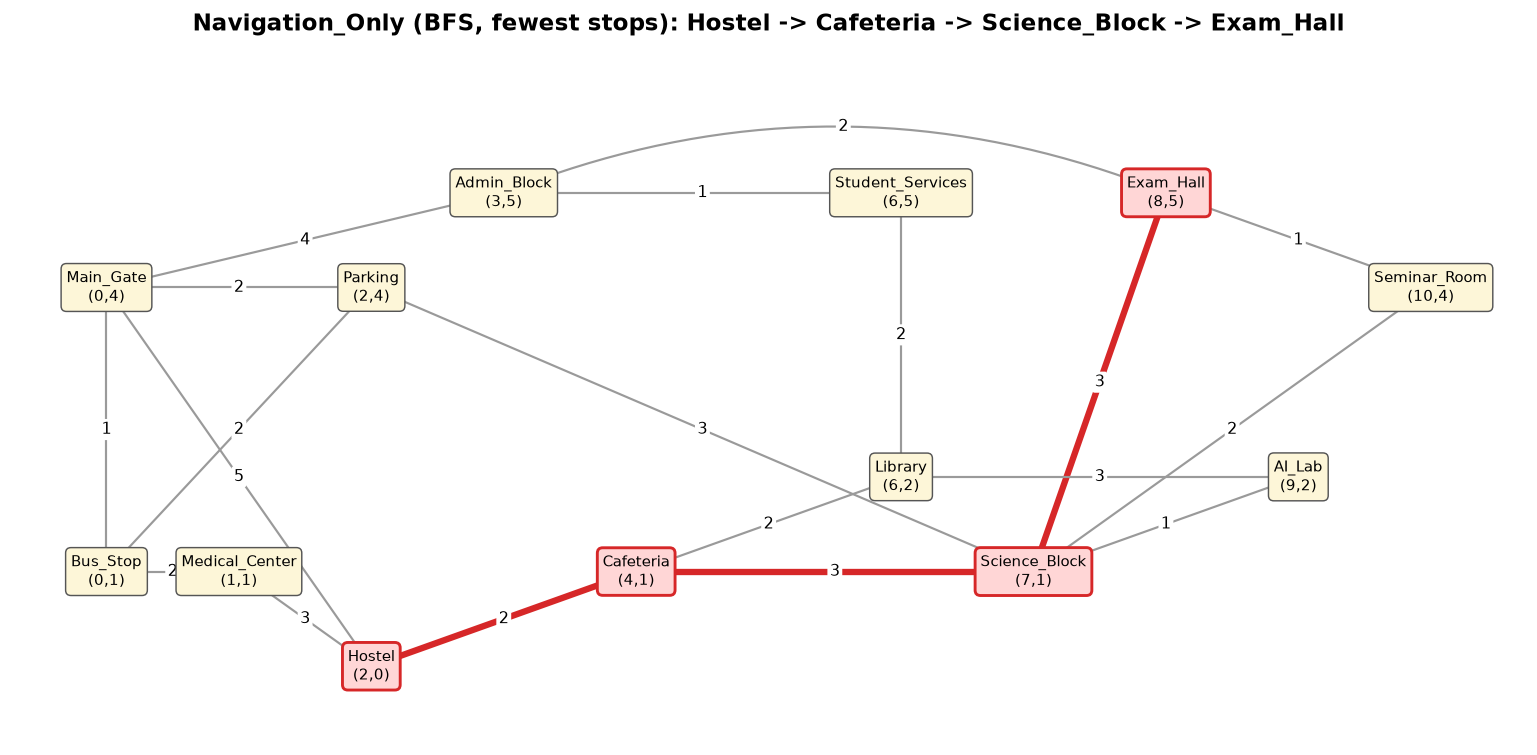 Navigation_Only (BFS, fewest stops): Hostel -> Cafeteria -> Science_Block -> Exam_Hall
2
Admin_Block
(3,5)
1
Student_Services
(6,5)
Exam_Hall
(8,5)
4
1
Main_Gate
(0,4)
2
Parking
(2,4)
Seminar_Room
(10,4)
2
3
1
2
3
2
5
Library
(6,2)
3
AI_Lab
(9,2)
2
1
Bus_Stop
(0,1)
2
Medical_Center
(1,1)
Cafeteria
(4,1)
3
Science_Block
(7,1)
3
2
Hostel
(2,0)